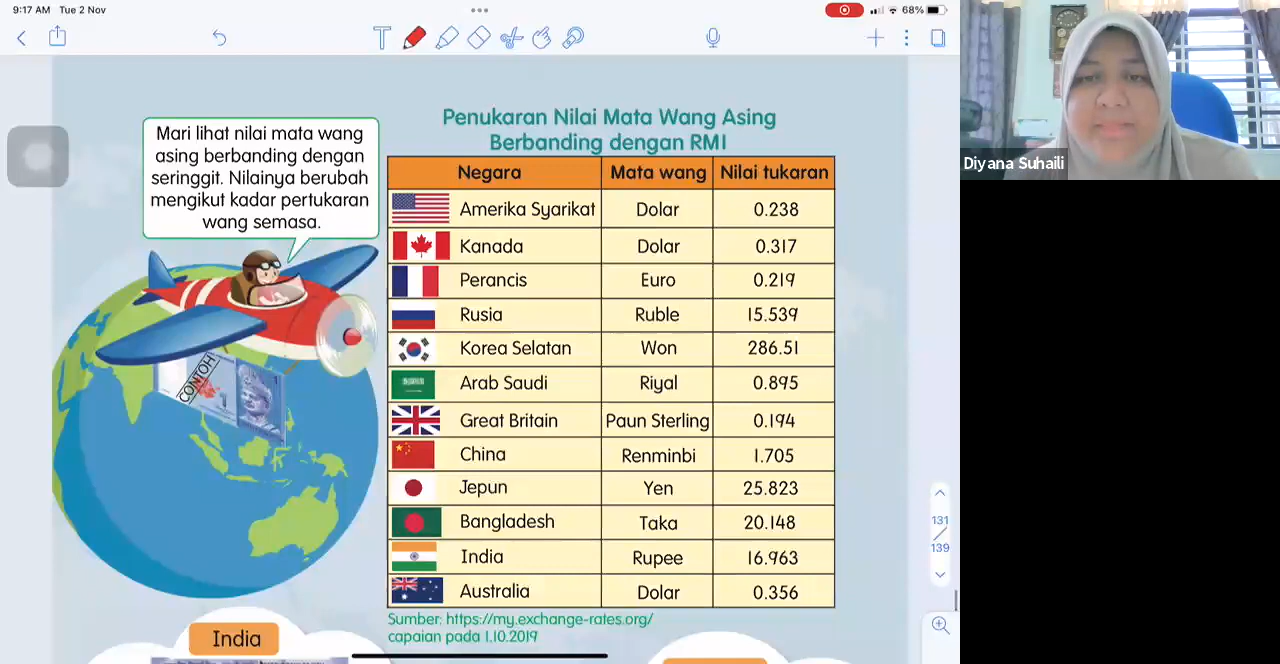 9:17 AM Tue 2 Nov
68%
Mari lihat nilai mata wang
asing berbanding dengan
seringgit. Nilainya berubah
mengikut kadar pertukaran
wang semasa.
CONTOH
Penukaran Nilai Mata Wang Asing
Berbanding dengan RM1
Negara Mata wang Nilai tukaran
Amerika Syarikat Dolar 0.238
Kanada Dolar 0.317
Perancis Euro 0.219
Rusia Ruble 15.539
Korea Selatan Won 286.51
Arab Saudi Riyal 0.895
Great Britain Paun Sterling 0.194
China Renminbi 1.705
Jepun Yen 25.823
Bangladesh Taka 20.148
India Rupee 16.963
Australia Dolar 0.356
Sumber: https://my.exchange-rates.org/
capaian pada 1.10.2019
India
131
139
Diyana Suhaili